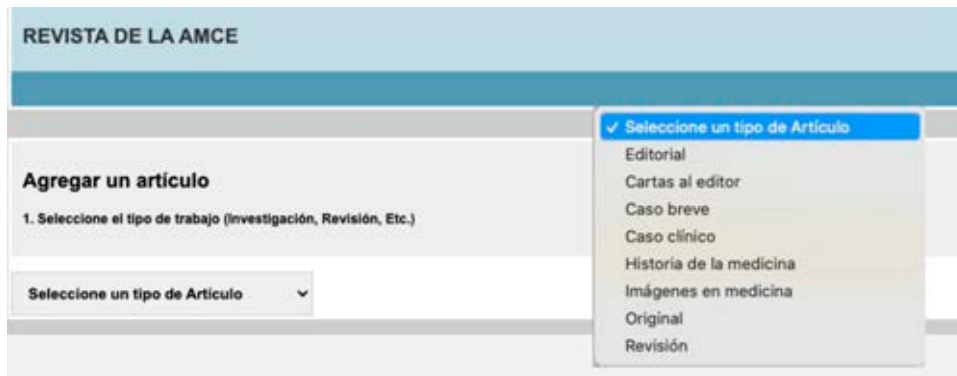 REVISTA DE LA AMCE
Agregar un artículo
1. Seleccione el tipo de trabajo (Investigación, Revisión, Etc.)
Seleccione un tipo de Artículo
✓ Seleccione un tipo de Artículo
Editorial
Cartas al editor
Caso breve
Caso clínico
Historia de la medicina
Imágenes en medicina
Original
Revisión